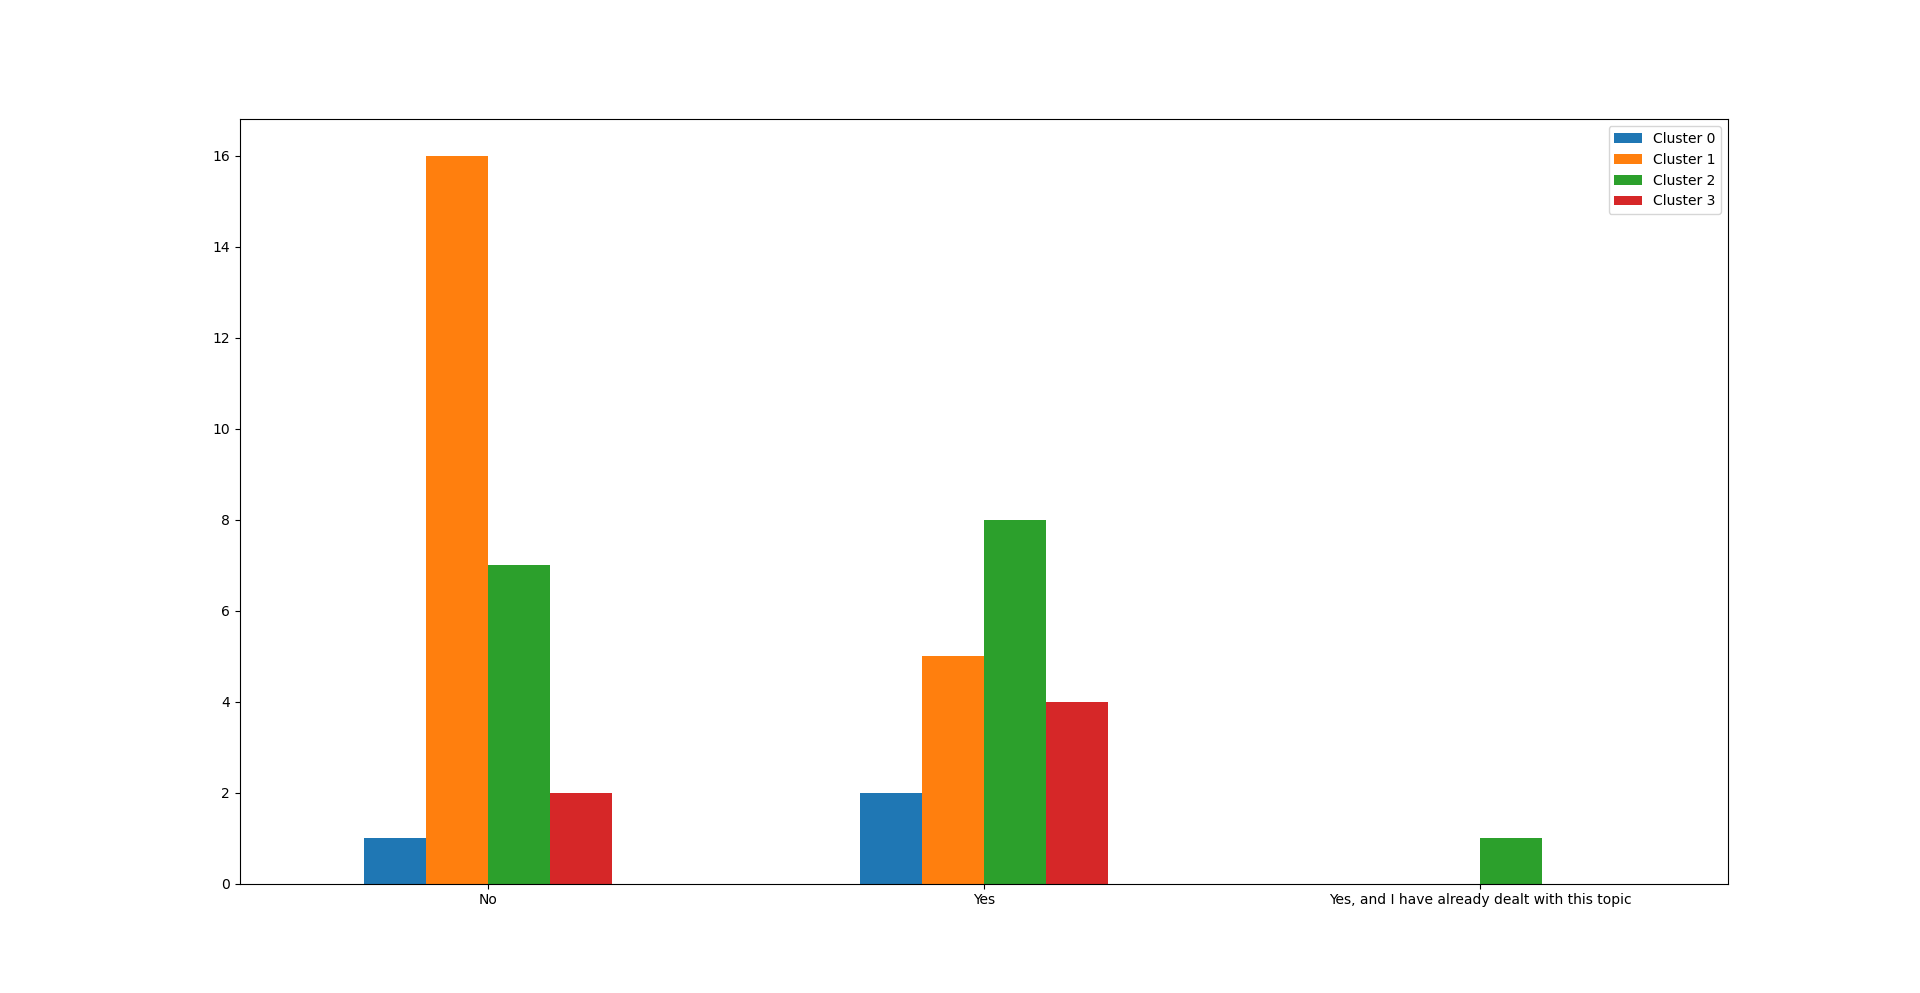 Cluster 0
Cluster 1
Cluster 2
Cluster 3
16
14
12
10
8
6
4
2
0
No
Yes
Yes, and I have already dealt with this topic